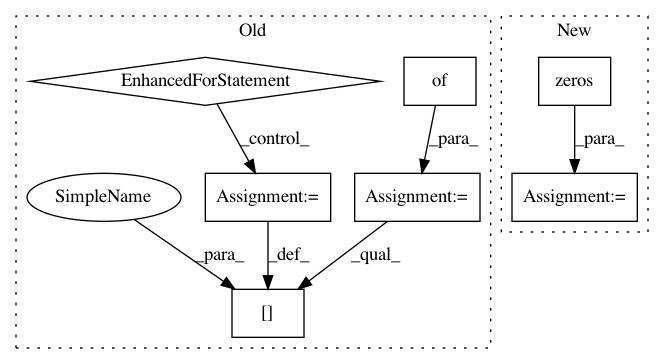 Old
New
EnhancedForStatement
of
zeros
_control_
_para_
_para_
SimpleName
Assignment:=
Assignment:=
Assignment:=
_para_
_def_
_qual_
[]